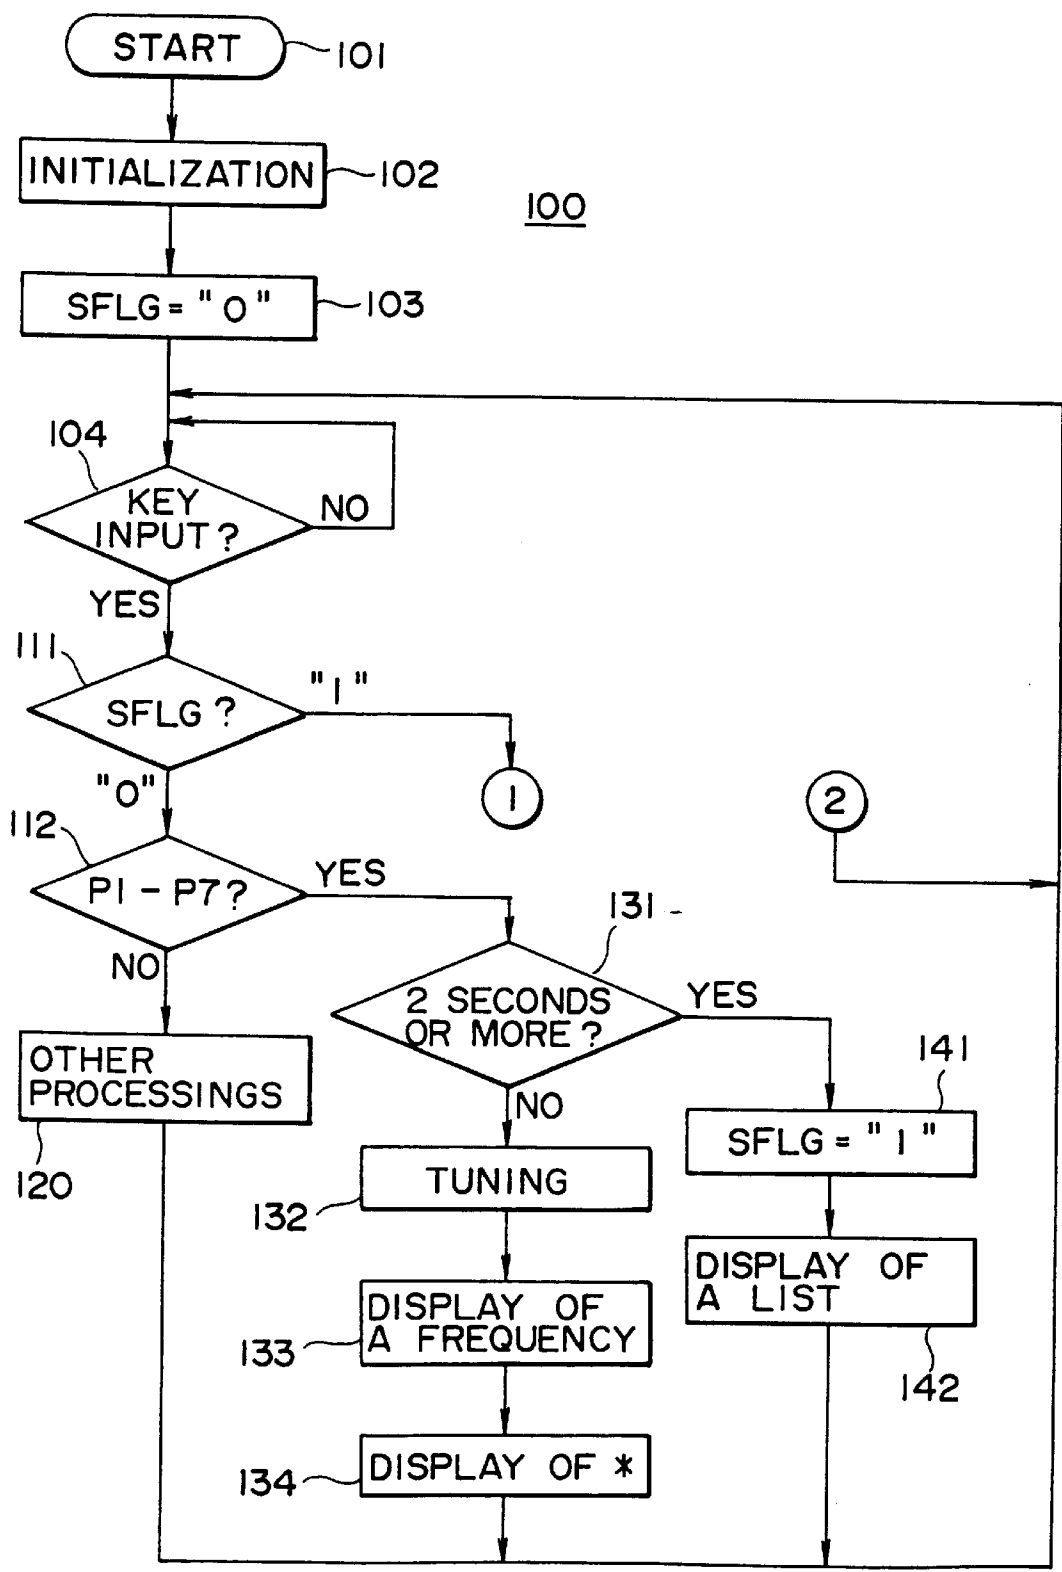 START
101
INITIALIZATION
102
100
SFLG = "0"
103
104
KEY
INPUT?
NO
YES
111
SFLG?
"1"
"0"
1
2
112
P1 - P7?
YES
NO
131
2 SECONDS
OR MORE?
YES
NO
OTHER
PROCESSINGS
120
141
SFLG = "1"
TUNING
132
DISPLAY OF
A LIST
142
DISPLAY OF
A FREQUENCY
133
DISPLAY OF *
134